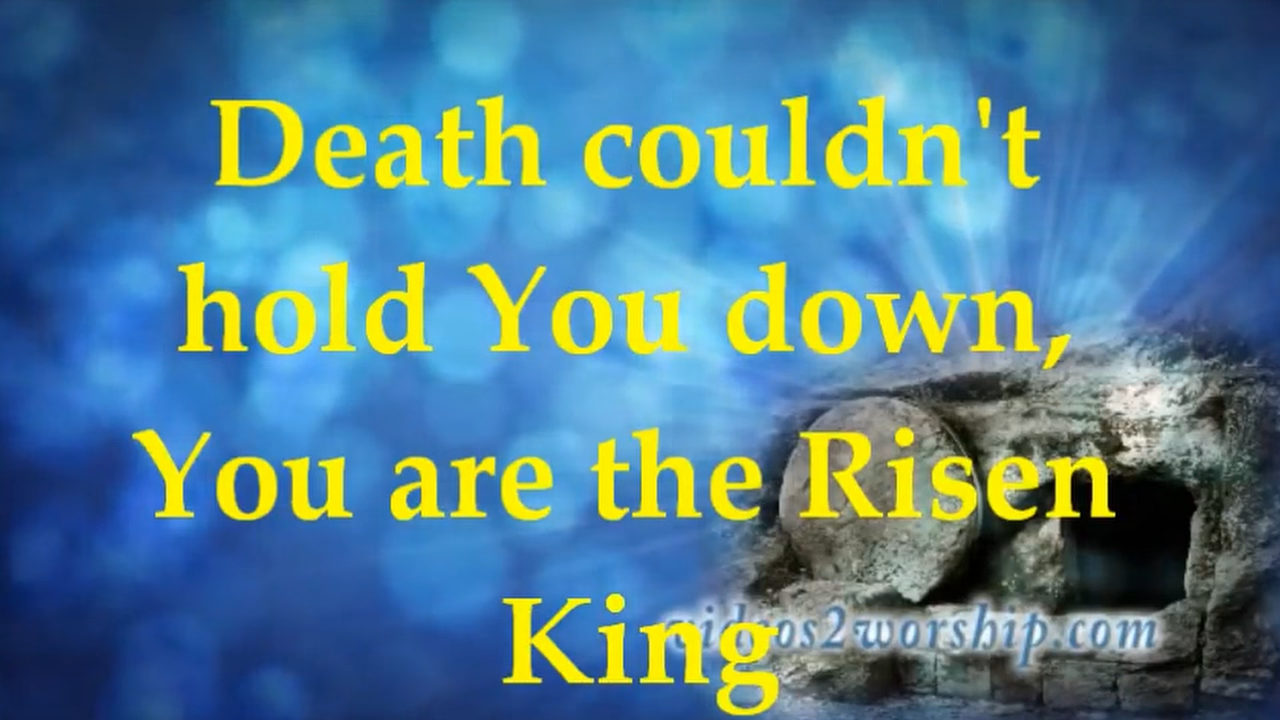 Death couldn't
hold You down,
You are the Risen
King
videos2worship.com